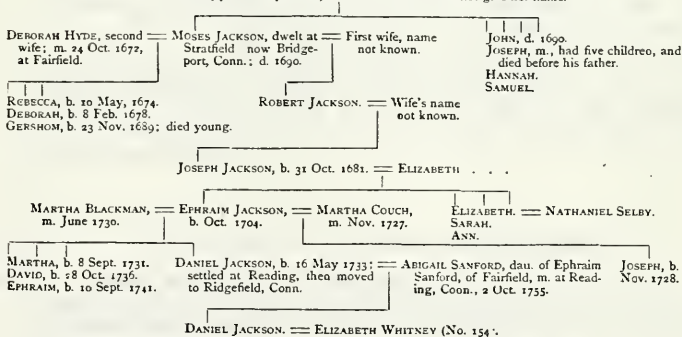 DEBORAH HYDE, second wife; m. 24 Oct. 1672, at Fairfield.
MOSES JACKSON, dwelt at Stratfield now Bridgeport, Conn.; d. 1690.
First wife, name not known.
JOHN, d. 1690.
JOSEPH, m., had five childreo, and died before his father.
HANNAH.
SAMUEL.
REBECCA, b. 10 May, 1674.
DEBORAH, b. 8 Feb. 1678.
GERSHOM, b. 23 Nov. 1689; died young.
ROBERT JACKSON. == Wife's name oot known.
JOSEPH JACKSON, b. 31 Oct. 1681. == ELIZABETH . . .
MARTHA BLACKMAN, m. June 1730.
EPHRAIM JACKSON, b. Oct. 1704.
MARTHA COUCH, m. Nov. 1727.
ELIZABETH. == NATHANIEL SELBY.
SARAH.
ANN.
MARTHA, b. 8 Sept. 1731.
DAVID, b. 28 Oct. 1736.
EPHRAIM, b. 10 Sept. 1741.
DANIEL JACKSON, b. 16 May 1733; settled at Reading, then moved to Ridgefield, Conn.
ABIGAIL SANFORD, dau. of Ephraim Sanford, of Fairfield, m. at Reading, Coon., 2 Oct. 1755.
JOSEPH, b. Nov. 1728.
DANIEL JACKSON. == ELIZABETH WHITNEY (No. 154